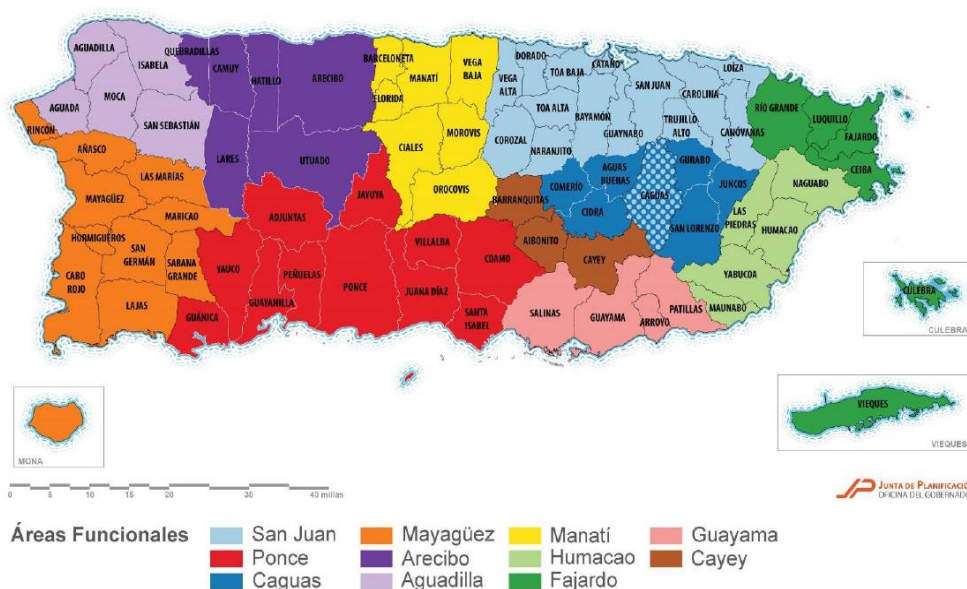 AGUADILLA
ISABELA
QUEBRADILLAS
CAMUY
HATILLO
ARECIBO
BARCELONETA
MANATÍ
VEGA
BAJA
DORADO
VEGA
ALTA
TOA BAJA
CATAÑO
SAN JUAN
LOÍZA
CAROLINA
AGUADA
MOCA
SAN SEBASTIÁN
FLORIDA
TOA ALTA
BAYAMÓN
GUAYNABO
TRUJILLO
ALTO
CANÓVANAS
RÍO GRANDE
LUQUILLO
FAJARDO
CEIBA
RINCÓN
AÑASCO
LARES
UTUADO
CIALES
MOROVIS
COROZAL
NARANJITO
LAS MARÍAS
MAYAGÜEZ
MARICAO
ADJUNTAS
JAYUYA
OROCOVIS
BARRANQUITAS
COMERÍO
AGUAS
BUENAS
CAGUAS
GURABO
JUNCOS
NAGUABO
CIDRA
SAN LORENZO
LAS
PIEDRAS
HUMACAO
HORMIGUEROS
SAN
GERMÁN
SABANA
GRANDE
CABO
ROJO
LAJAS
YAUCO
GUÁNICA
GUAYANILLA
PEÑUELAS
PONCE
VILLALBA
JUANA DÍAZ
COAMO
SANTA
ISABEL
AIBONITO
CAYEY
SALINAS
GUAYAMA
ARROYO
PATILLAS
YABUCOA
MAUNABO
CULEBRA
CULEBRA
VIEQUES
VIEQUES
MONA
0 5 10 15 20 30 40 millas
JUNTA DE PLANIFICACIÓ
OFICINA DEL GOBERNADO
Áreas Funcionales
San Juan
Ponce
Caguas
Mayagüez
Arecibo
Aguadilla
Manatí
Humacao
Fajardo
Guayama
Cayey